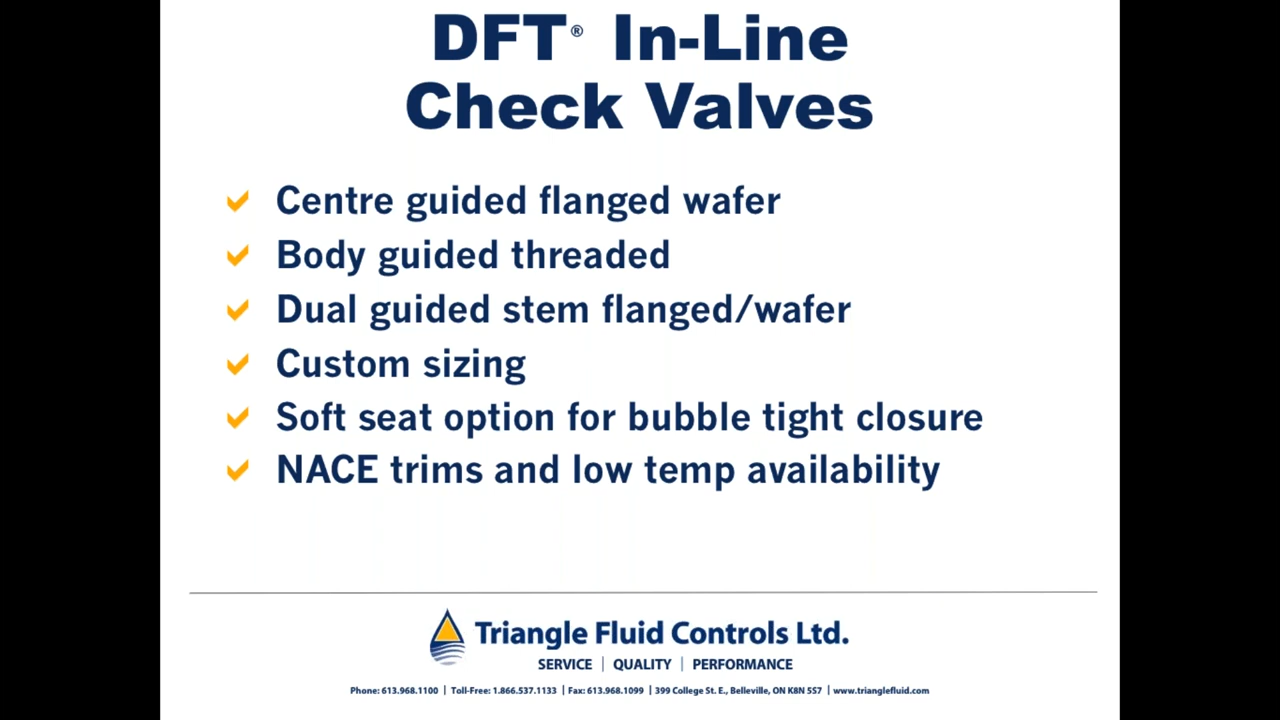 DFT® In-Line
Check Valves
Centre guided flanged wafer
Body guided threaded
Dual guided stem flanged/wafer
Custom sizing
Soft seat option for bubble tight closure
NACE trims and low temp availability
Triangle Fluid Controls Ltd.
SERVICE | QUALITY | PERFORMANCE
Phone: 613.968.1100 | Toll-Free: 1.866.537.1133 | Fax: 613.968.1099 | 399 College St. E., Belleville, ON K8N 5S7 | www.trianglefluid.com